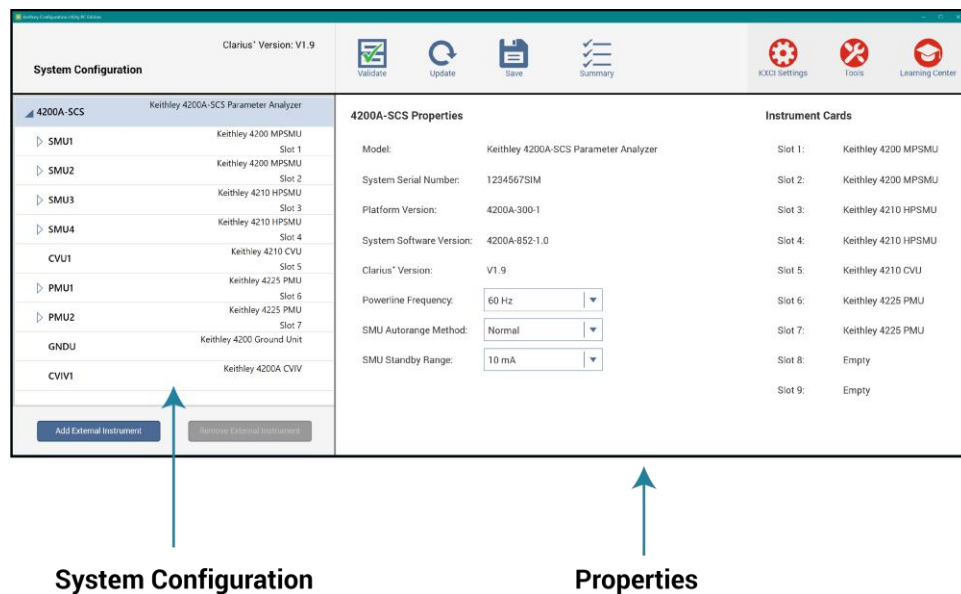 Keithley Configuration Utility PC Edition
Clarius+ Version: V1.9
System Configuration
Validate
Update
Save
Summary
KXCI Settings
Tools
Learning Center
4200A-SCS
Keithley 4200A-SCS Parameter Analyzer
SMU1
Keithley 4200 MPSMU
Slot 1
SMU2
Keithley 4200 MPSMU
Slot 2
SMU3
Keithley 4210 HPSMU
Slot 3
SMU4
Keithley 4210 HPSMU
Slot 4
CVU1
Keithley 4210 CVU
Slot 5
PMU1
Keithley 4225 PMU
Slot 6
PMU2
Keithley 4225 PMU
Slot 7
GNDU
Keithley 4200 Ground Unit
CVIV1
Keithley 4200A CVIV
Add External Instrument
Remove External Instrument
4200A-SCS Properties
Model: Keithley 4200A-SCS Parameter Analyzer
System Serial Number: 1234567SIM
Platform Version: 4200A-300-1
System Software Version: 4200A-852-1.0
Clarius+ Version: V1.9
Powerline Frequency: 60 Hz
SMU Autorange Method: Normal
SMU Standby Range: 10 mA
Instrument Cards
Slot 1: Keithley 4200 MPSMU
Slot 2: Keithley 4200 MPSMU
Slot 3: Keithley 4210 HPSMU
Slot 4: Keithley 4210 HPSMU
Slot 5: Keithley 4210 CVU
Slot 6: Keithley 4225 PMU
Slot 7: Keithley 4225 PMU
Slot 8: Empty
Slot 9: Empty
System Configuration
Properties